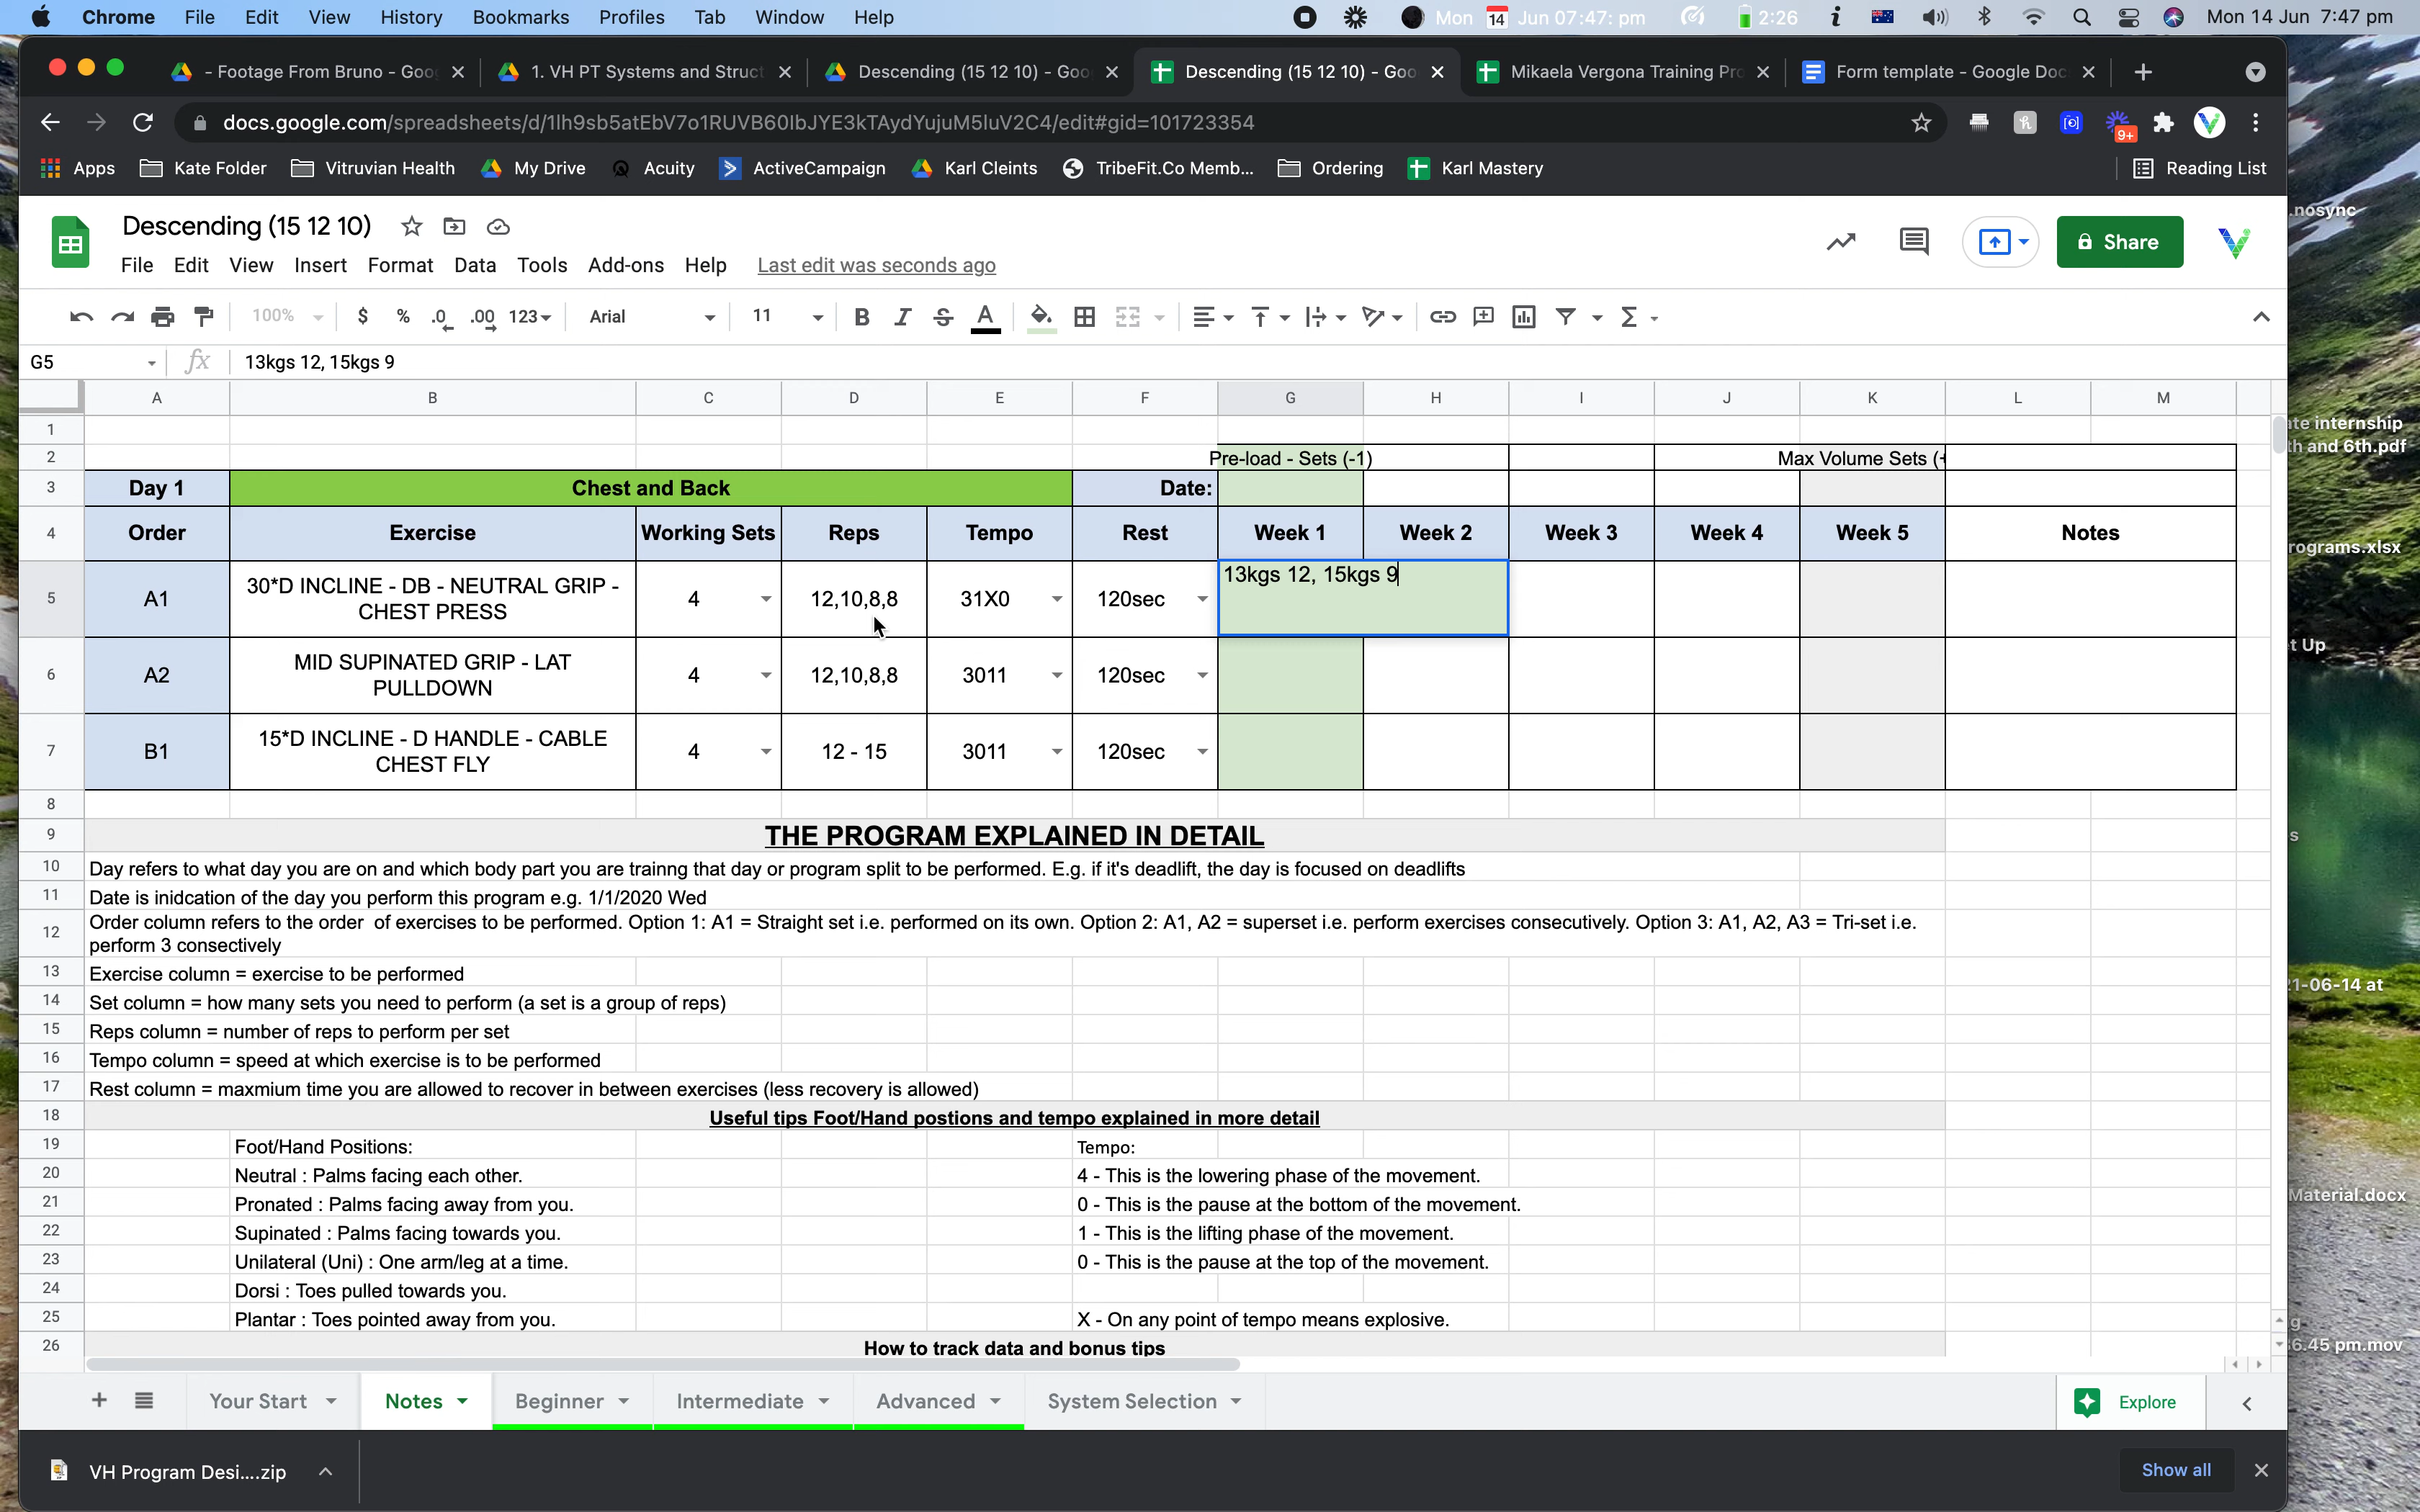 Chrome File Edit View History Bookmarks Profiles Tab Window Help Mon 14 Jun 07:47: pm 2:26 Mon 14 Jun 7:47 pm
- Footage From Bruno - Goo 1. VH PT Systems and Struct Descending (15 12 10) - Goo Descending (15 12 10) - Goo Mikaela Vergona Training Pro Form template - Google Doc
docs.google.com/spreadsheets/d/1lh9sb5atEbV7o1RUVB60IbJYE3kTAydYujuM5luV2C4/edit#gid=101723354 9+
Apps Kate Folder Vitruvian Health My Drive Acuity ActiveCampaign Karl Cleints TribeFit.Co Memb... Ordering Karl Mastery Reading List
.nosync
Descending (15 12 10)
Share
File Edit View Insert Format Data Tools Add-ons Help Last edit was seconds ago
100% $ % .0 .00 123 Arial 11 B I S A
G5 fx 13kgs 12, 15kgs 9
A B C D E F G H I J K L M
1
2 Pre-load - Sets (-1) Max Volume Sets (+
3 Day 1 Chest and Back Date:
4 Order Exercise Working Sets Reps Tempo Rest Week 1 Week 2 Week 3 Week 4 Week 5 Notes
5 A1 30*D INCLINE - DB - NEUTRAL GRIP - CHEST PRESS 4 12,10,8,8 31X0 120sec 13kgs 12, 15kgs 9
6 A2 MID SUPINATED GRIP - LAT PULLDOWN 4 12,10,8,8 3011 120sec
7 B1 15*D INCLINE - D HANDLE - CABLE CHEST FLY 4 12 - 15 3011 120sec
8
9 THE PROGRAM EXPLAINED IN DETAIL
10 Day refers to what day you are on and which body part you are trainng that day or program split to be performed. E.g. if it's deadlift, the day is focused on deadlifts
11 Date is inidcation of the day you perform this program e.g. 1/1/2020 Wed
12 Order column refers to the order of exercises to be performed. Option 1: A1 = Straight set i.e. performed on its own. Option 2: A1, A2 = superset i.e. perform exercises consecutively. Option 3: A1, A2, A3 = Tri-set i.e.
perform 3 consectively
13 Exercise column = exercise to be performed
14 Set column = how many sets you need to perform (a set is a group of reps)
15 Reps column = number of reps to perform per set
16 Tempo column = speed at which exercise is to be performed
17 Rest column = maxmium time you are allowed to recover in between exercises (less recovery is allowed)
18 Useful tips Foot/Hand postions and tempo explained in more detail
19 Foot/Hand Positions: Tempo:
20 Neutral : Palms facing each other. 4 - This is the lowering phase of the movement.
21 Pronated : Palms facing away from you. 0 - This is the pause at the bottom of the movement.
22 Supinated : Palms facing towards you. 1 - This is the lifting phase of the movement.
23 Unilateral (Uni) : One arm/leg at a time. 0 - This is the pause at the top of the movement.
24 Dorsi : Toes pulled towards you.
25 Plantar : Toes pointed away from you. X - On any point of tempo means explosive.
26 How to track data and bonus tips
te internship
th and 6th.pdf
rograms.xlsx
t Up
s
21-06-14 at
Material.docx
g
6.45 pm.mov
Your Start Notes Beginner Intermediate Advanced System Selection Explore
VH Program Desi....zip Show all